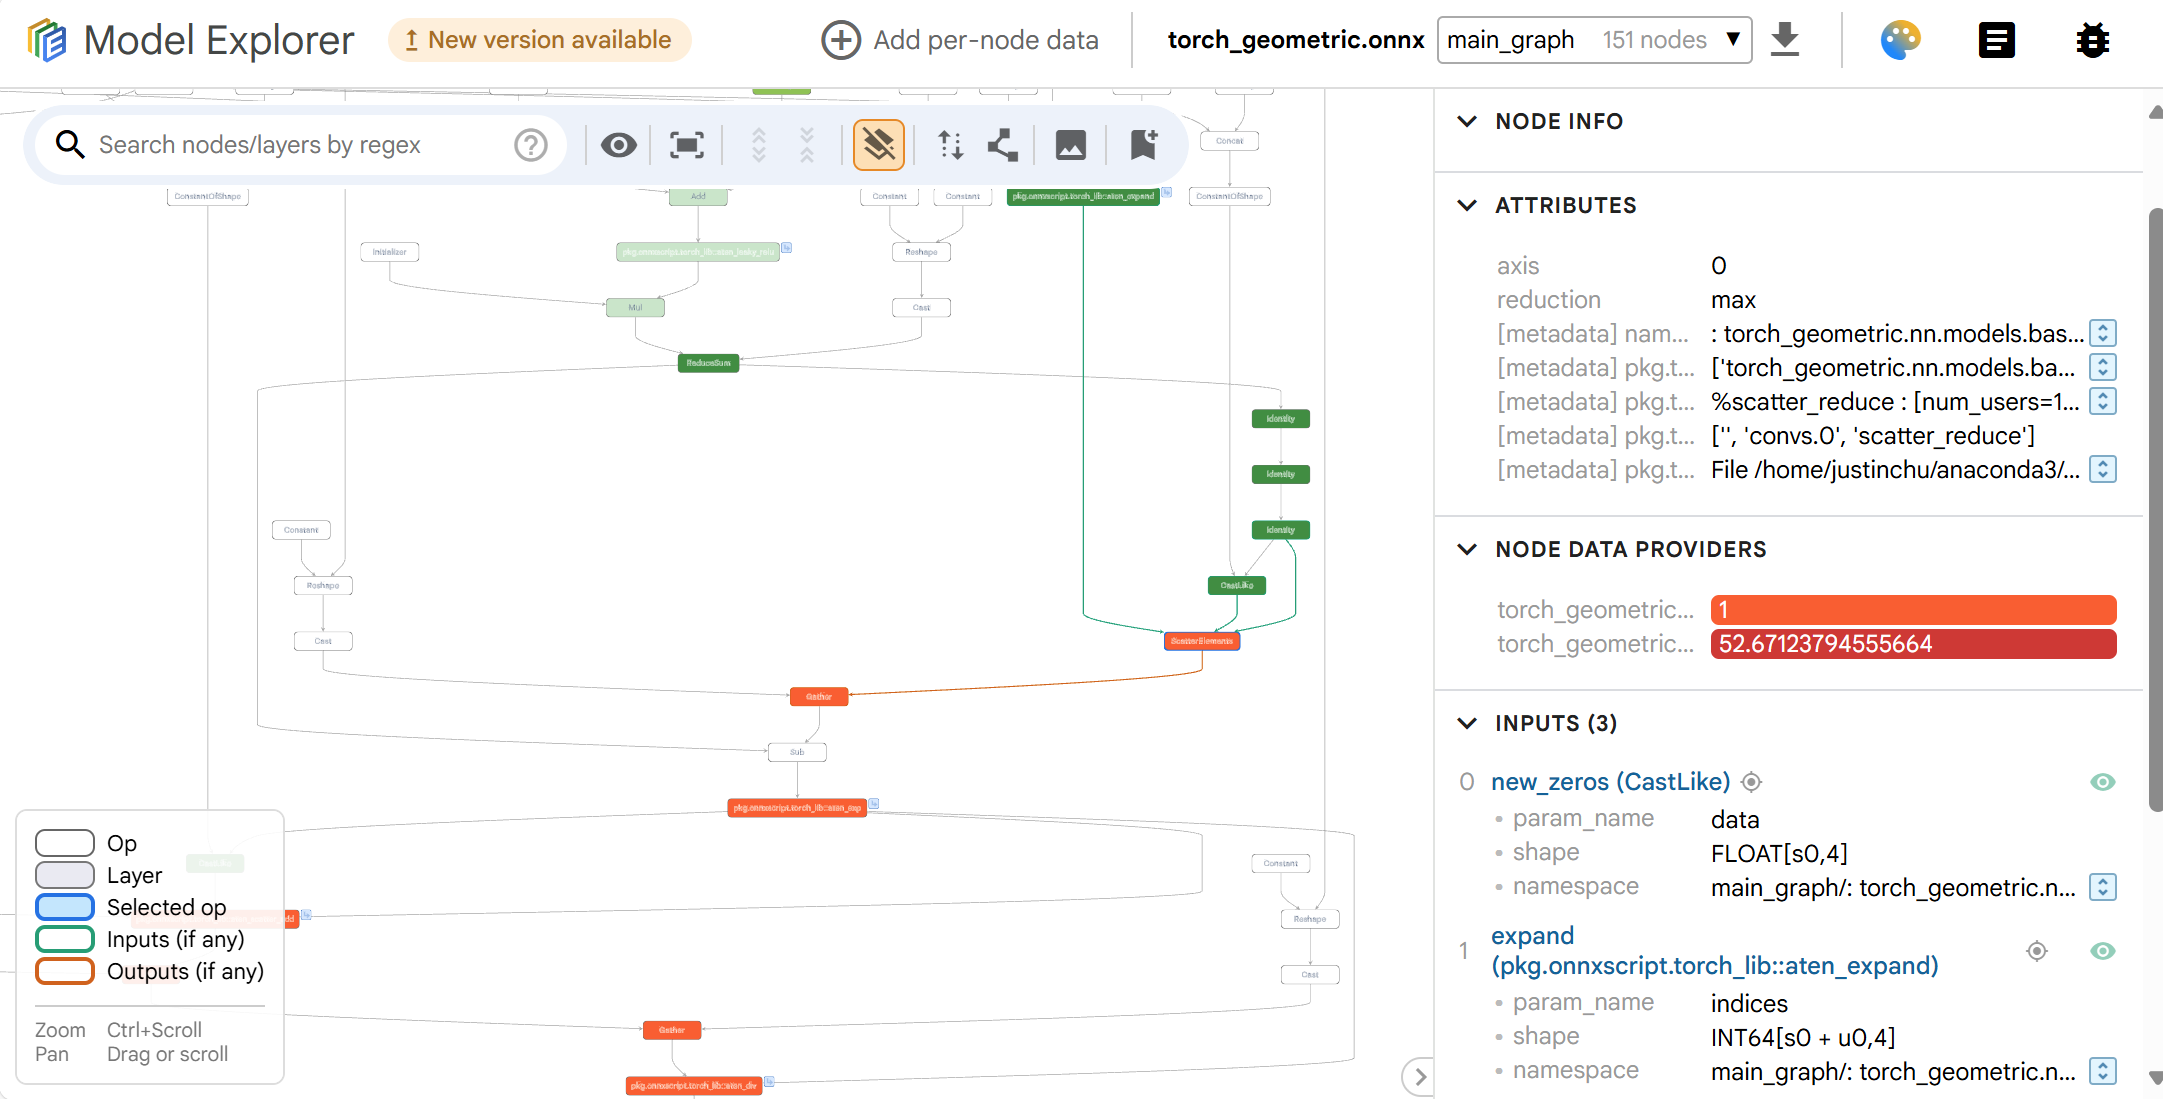 Model Explorer
New version available
Add per-node data
torch_geometric.onnx
main_graph 151 nodes
Search nodes/layers by regex
Concat
ConstantOfShape
Add
Constant
Constant
pkg.onnxscript.torch_lib::aten_expand
ConstantOfShape
Initializer
pkg.onnxscript.torch_lib::aten_leaky_relu
Reshape
Mul
Cast
ReduceSum
Identity
Identity
Constant
Identity
Reshape
CastLike
Cast
ScatterElements
Gather
Sub
pkg.onnxscript.torch_lib::aten_exp
Constant
Reshape
Cast
Gather
pkg.onnxscript.torch_lib::aten_div
Op
Layer
Selected op
Inputs (if any)
Outputs (if any)
Zoom Ctrl+Scroll
Pan Drag or scroll
NODE INFO
ATTRIBUTES
axis 0
reduction max
[metadata] nam... : torch_geometric.nn.models.bas...
[metadata] pkg.t... ['torch_geometric.nn.models.ba...
[metadata] pkg.t... %scatter_reduce : [num_users=1...
[metadata] pkg.t... ['', 'convs.0', 'scatter_reduce']
[metadata] pkg.t... File /home/justinchu/anaconda3/...
NODE DATA PROVIDERS
torch_geometric... 1
torch_geometric... 52.67123794555664
INPUTS (3)
0 new_zeros (CastLike)
• param_name data
• shape FLOAT[s0,4]
• namespace main_graph/: torch_geometric.n...
1 expand
(pkg.onnxscript.torch_lib::aten_expand)
• param_name indices
• shape INT64[s0 + u0,4]
• namespace main_graph/: torch_geometric.n...